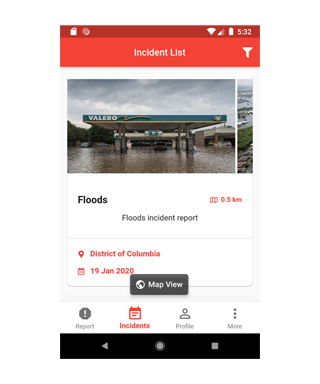 5:32
Incident List
VALERO
Floods
0.5 km
Floods incident report
District of Columbia
19 Jan 2020
Map View
Report
Incidents
Profile
More